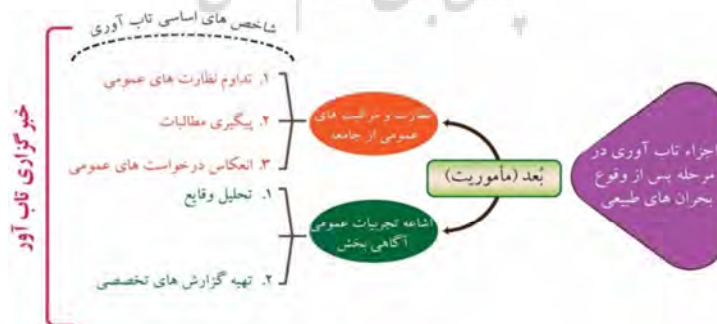 شاخص های اساسی تاب آوری
اجزاء تاب آوری در
مرحله پس از وقوع
بحران های طبیعی
بُعد (مأموریت)
نظارت و مراقبت های
عمومی از جامعه
۱. تداوم نظارت های عمومی
۲. پیگیری مطالبات
۳. انعکاس درخواست های عمومی
اشاعه تجربیات عمومی
آگاهی بخش
۱. تحلیل وقایع
۲. تهیه گزارش های تخصصی
خبرگزاری تاب آور